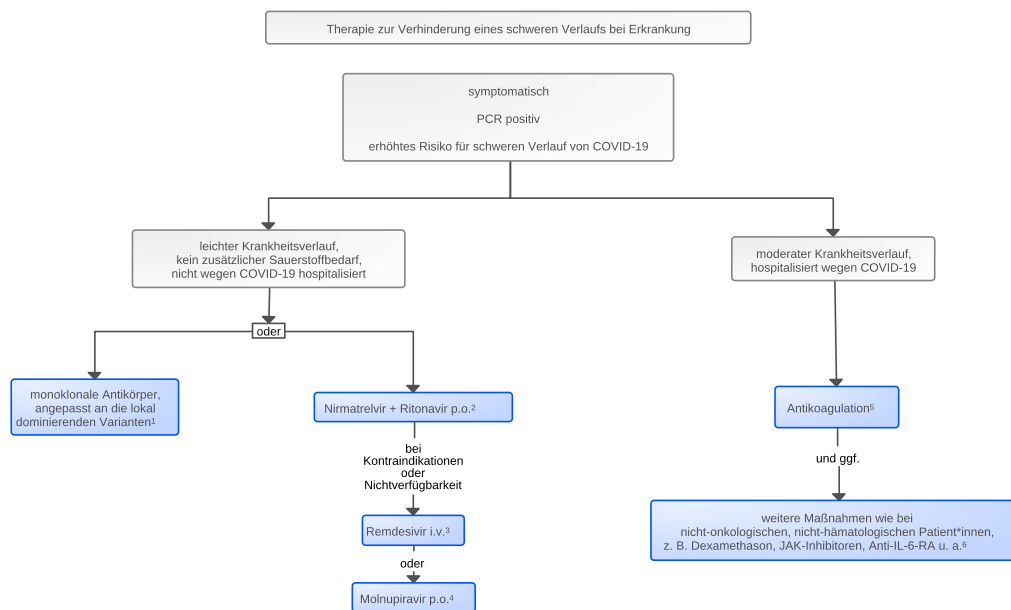 Therapie zur Verhinderung eines schweren Verlaufs bei Erkrankung
symptomatisch
PCR positiv
erhöhtes Risiko für schweren Verlauf von COVID-19
leichter Krankheitsverlauf,
kein zusätzlicher Sauerstoffbedarf,
nicht wegen COVID-19 hospitalisiert
moderater Krankheitsverlauf,
hospitalisiert wegen COVID-19
oder
monoklonale Antikörper,
angepasst an die lokal
dominierenden Varianten¹
Nirmatrelvir + Ritonavir p.o.²
bei
Kontraindikationen
oder
Nichtverfügbarkeit
Remdesivir i.v.³
oder
Molnupiravir p.o.⁴
Antikoagulation⁵
und ggf.
weitere Maßnahmen wie bei
nicht-onkologischen, nicht-hämatologischen Patient*innen,
z. B. Dexamethason, JAK-Inhibitoren, Anti-IL-6-RA u. a.⁶